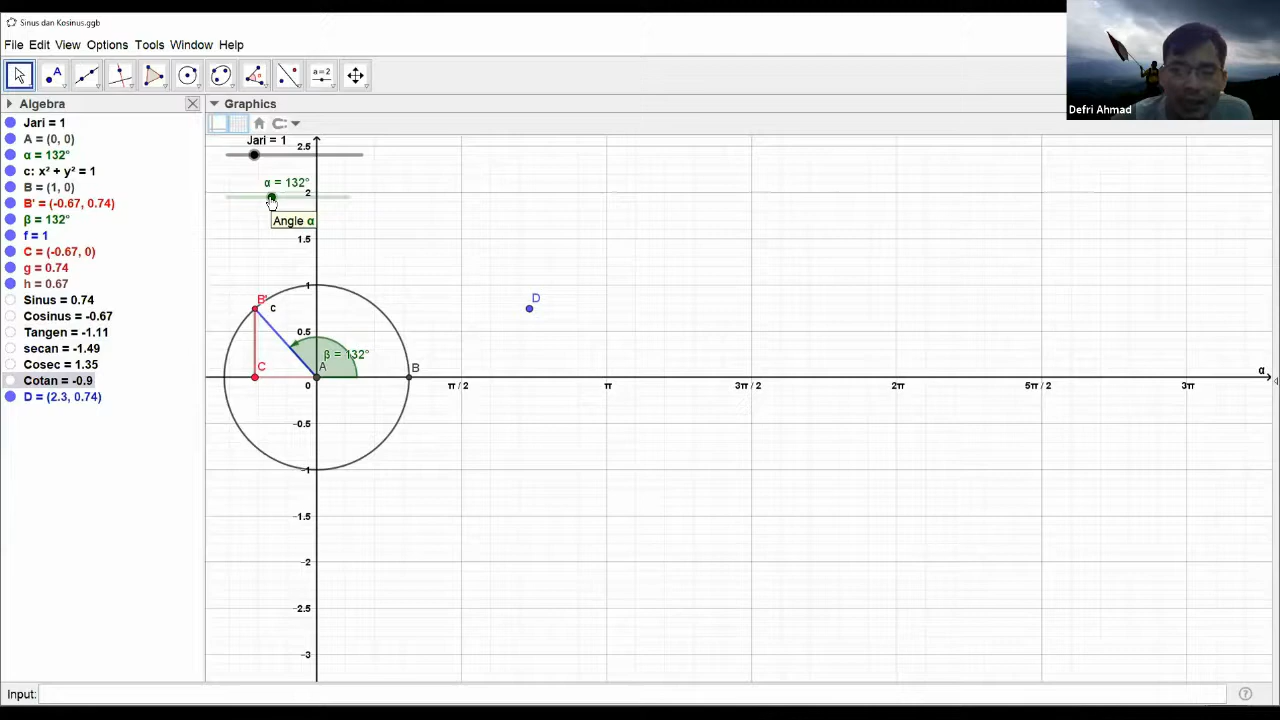 Sinus dan Kosinus.ggb
File Edit View Options Tools Window Help
A
a=2
Defri Ahmad
Algebra
Graphics
Jari = 1
A = (0, 0)
α = 132°
c: x² + y² = 1
B = (1, 0)
B' = (-0.67, 0.74)
β = 132°
f = 1
C = (-0.67, 0)
g = 0.74
h = 0.67
Sinus = 0.74
Cosinus = -0.67
Tangen = -1.11
secan = -1.49
Cosec = 1.35
Cotan = -0.9
D = (2.3, 0.74)
Jari = 1
2.5
α = 132°
2
Angle α
1.5
1
B'
c
D
0.5
β = 132°
C
A
B
α
0
π / 2
π
3π / 2
2π
5π / 2
3π
-0.5
-1
-1.5
-2
-2.5
-3
Input: